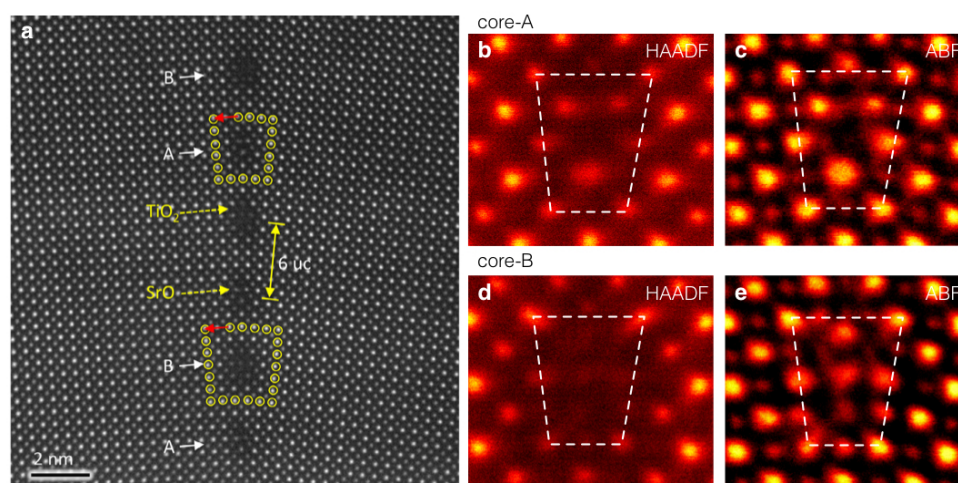 a
B
A
TiO₂
6 uc
SrO
B
A
2 nm
core-A
b
HAADF
c
ABF
core-B
d
HAADF
e
ABF